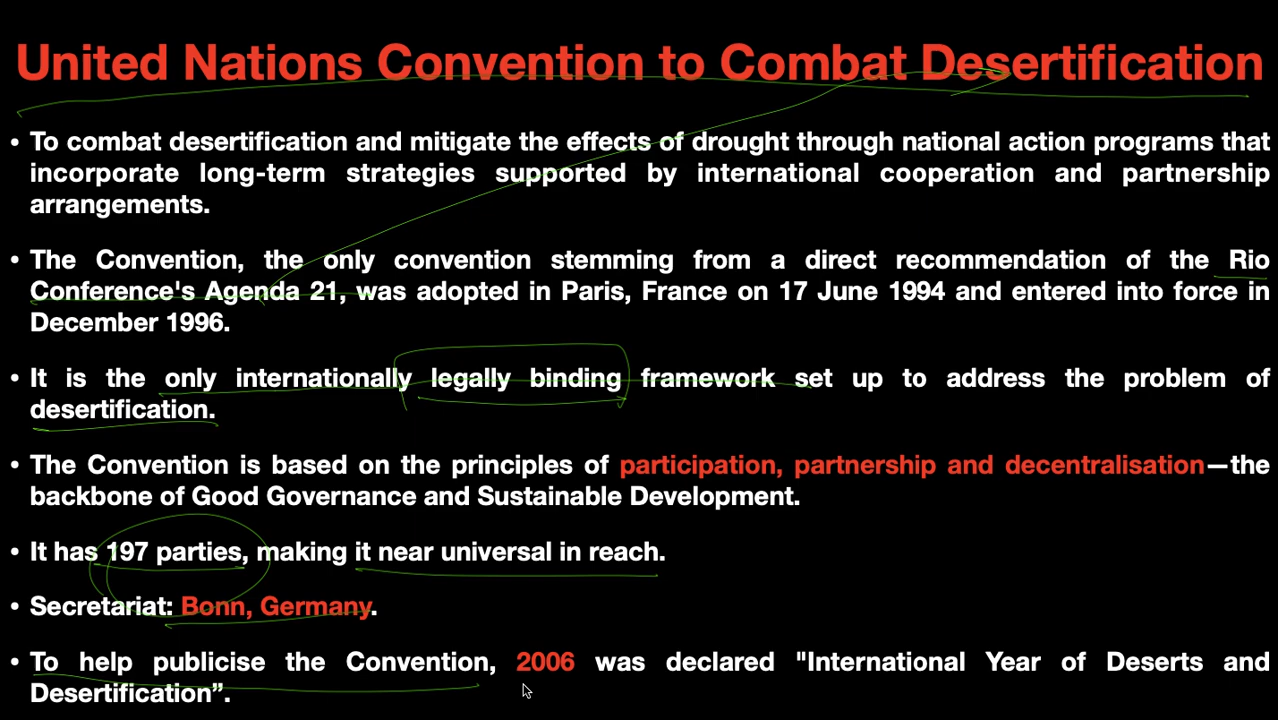 United Nations Convention to Combat Desertification
• To combat desertification and mitigate the effects of drought through national action programs that
incorporate long-term strategies supported by international cooperation and partnership
arrangements.
• The Convention, the only convention stemming from a direct recommendation of the Rio
Conference's Agenda 21, was adopted in Paris, France on 17 June 1994 and entered into force in
December 1996.
• It is the only internationally legally binding framework set up to address the problem of
desertification.
• The Convention is based on the principles of participation, partnership and decentralisation—the
backbone of Good Governance and Sustainable Development.
• It has 197 parties, making it near universal in reach.
• Secretariat: Bonn, Germany.
• To help publicise the Convention, 2006 was declared "International Year of Deserts and
Desertification”.